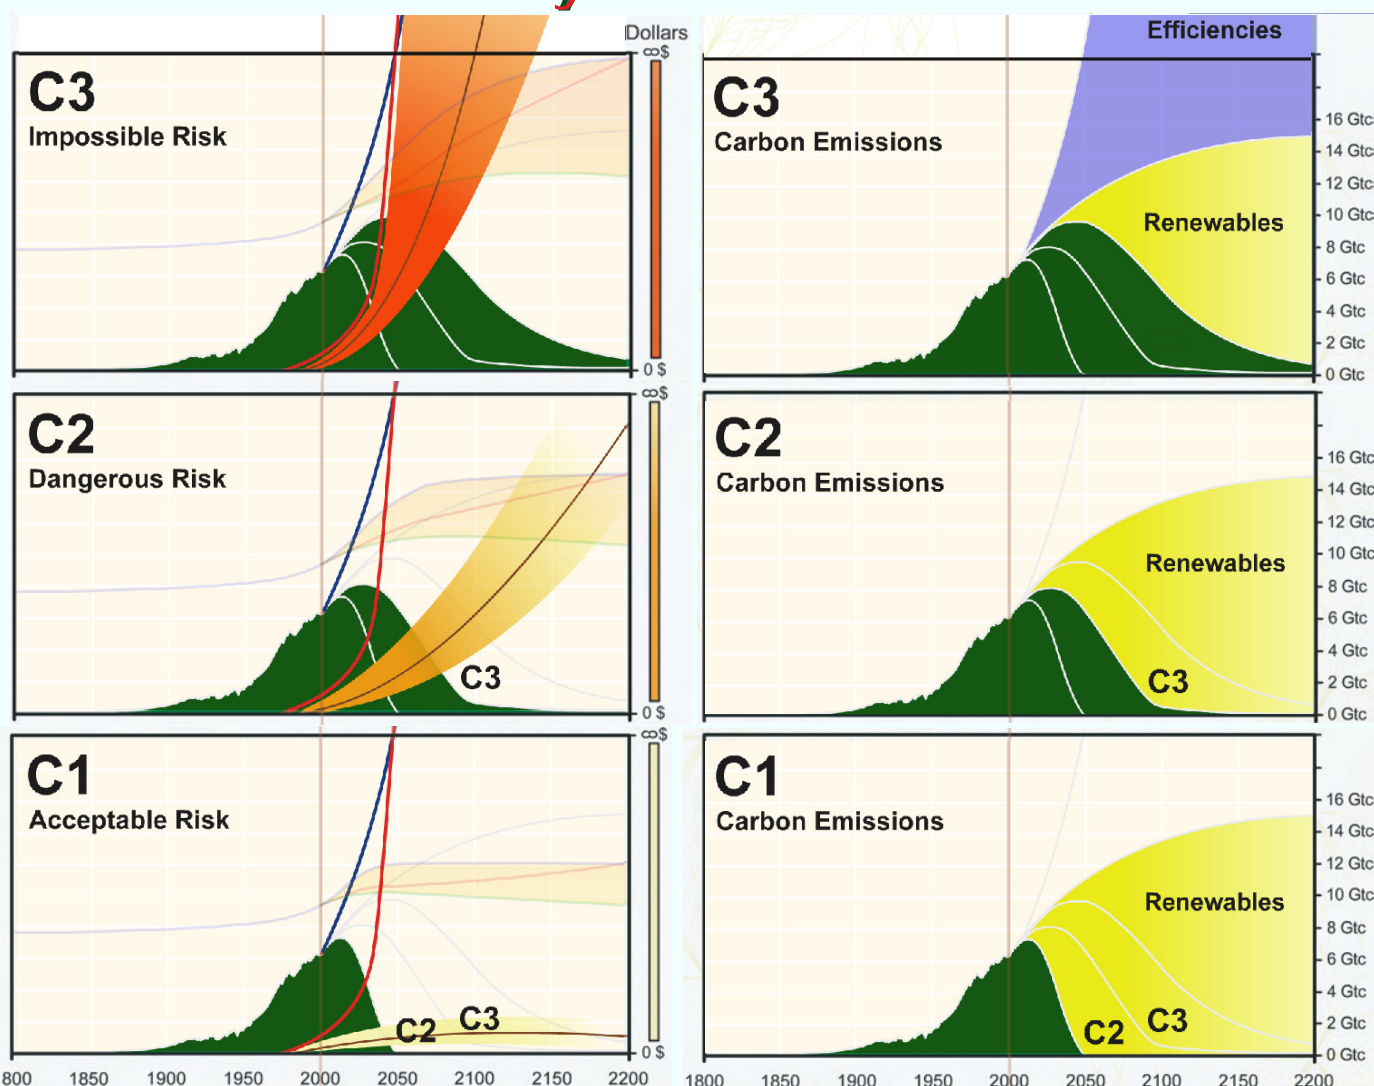 Dollars
∞$
C3
Impossible Risk
0 $
Efficiencies
C3
Carbon Emissions
Renewables
16 Gtc
14 Gtc
12 Gtc
10 Gtc
8 Gtc
6 Gtc
4 Gtc
2 Gtc
0 Gtc
∞$
C2
Dangerous Risk
C3
0 $
C2
Carbon Emissions
Renewables
C3
16 Gtc
14 Gtc
12 Gtc
10 Gtc
8 Gtc
6 Gtc
4 Gtc
2 Gtc
0 Gtc
∞$
C1
Acceptable Risk
C2 C3
0 $
1800 1850 1900 1950 2000 2050 2100 2150 2200
C1
Carbon Emissions
Renewables
C2 C3
16 Gtc
14 Gtc
12 Gtc
10 Gtc
8 Gtc
6 Gtc
4 Gtc
2 Gtc
0 Gtc
1800 1850 1900 1950 2000 2050 2100 2150